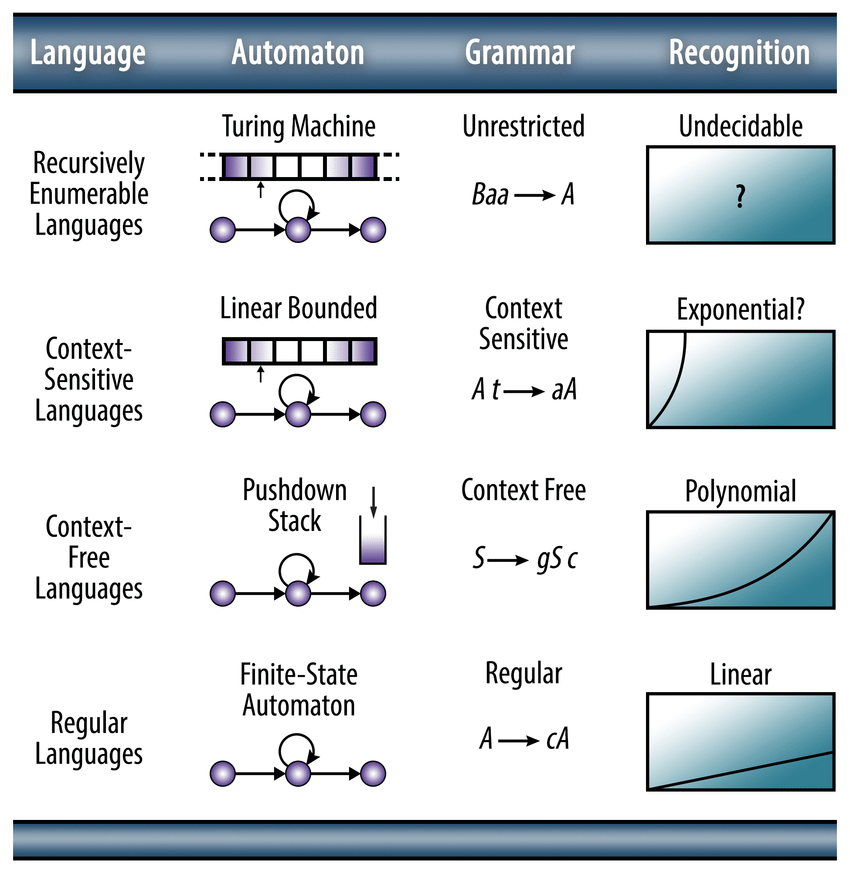 Language Automaton Grammar Recognition
Recursively
Enumerable
Languages
Turing Machine
Unrestricted
Baa → A
Undecidable
?
Context-
Sensitive
Languages
Linear Bounded
Context
Sensitive
A t → aA
Exponential?
Context-
Free
Languages
Pushdown
Stack
Context Free
S → gS c
Polynomial
Regular
Languages
Finite-State
Automaton
Regular
A → cA
Linear